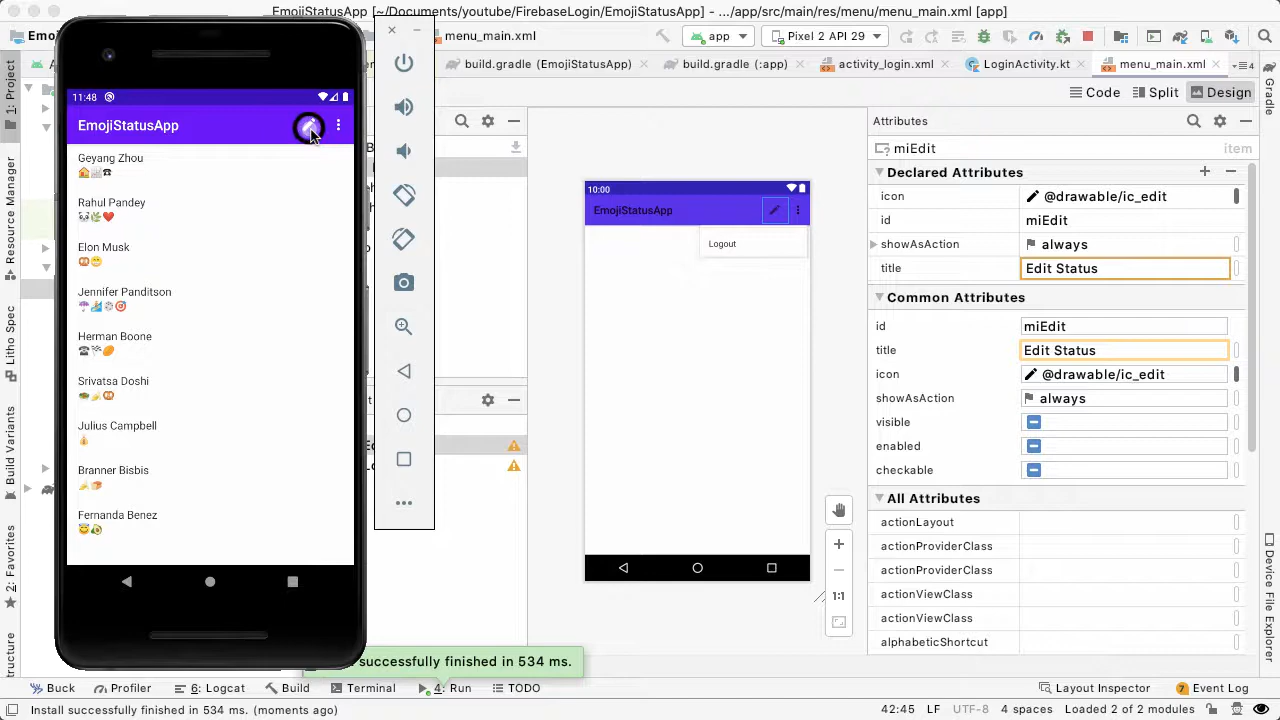 EmojiStatusApp [~/Documents/youtube/FirebaseLogin/EmojiStatusApp] - .../app/src/main/res/menu/menu_main.xml [app]
menu_main.xml
app
Pixel 2 API 29
build.gradle (EmojiStatusApp)
build.gradle (:app)
activity_login.xml
LoginActivity.kt
menu_main.xml
Code
Split
Design
1: Project
Resource Manager
Litho Spec
Build Variants
2: Favorites
Gradle
Device File Explorer
11:48
EmojiStatusApp
Geyang Zhou
🏠📈☎
Rahul Pandey
🐼🌿❤️
Elon Musk
🥨😁
Jennifer Panditson
Herman Boone
Srivatsa Doshi
Julius Campbell
Branner Bisbis
🍌🍞
Fernanda Benez
😇🥑
10:00
EmojiStatusApp
Logout
1:1
Attributes
miEdit
item
Declared Attributes
icon @drawable/ic_edit
id miEdit
showAsAction always
title Edit Status
Common Attributes
id miEdit
title Edit Status
icon @drawable/ic_edit
showAsAction always
visible
enabled
checkable
All Attributes
actionLayout
actionProviderClass
actionProviderClass
actionViewClass
actionViewClass
alphabeticShortcut
successfully finished in 534 ms.
Buck
Profiler
6: Logcat
Build
Terminal
4: Run
TODO
Layout Inspector
7 Event Log
Install successfully finished in 534 ms. (moments ago)
42:45 LF UTF-8 4 spaces Loaded 2 of 2 modules